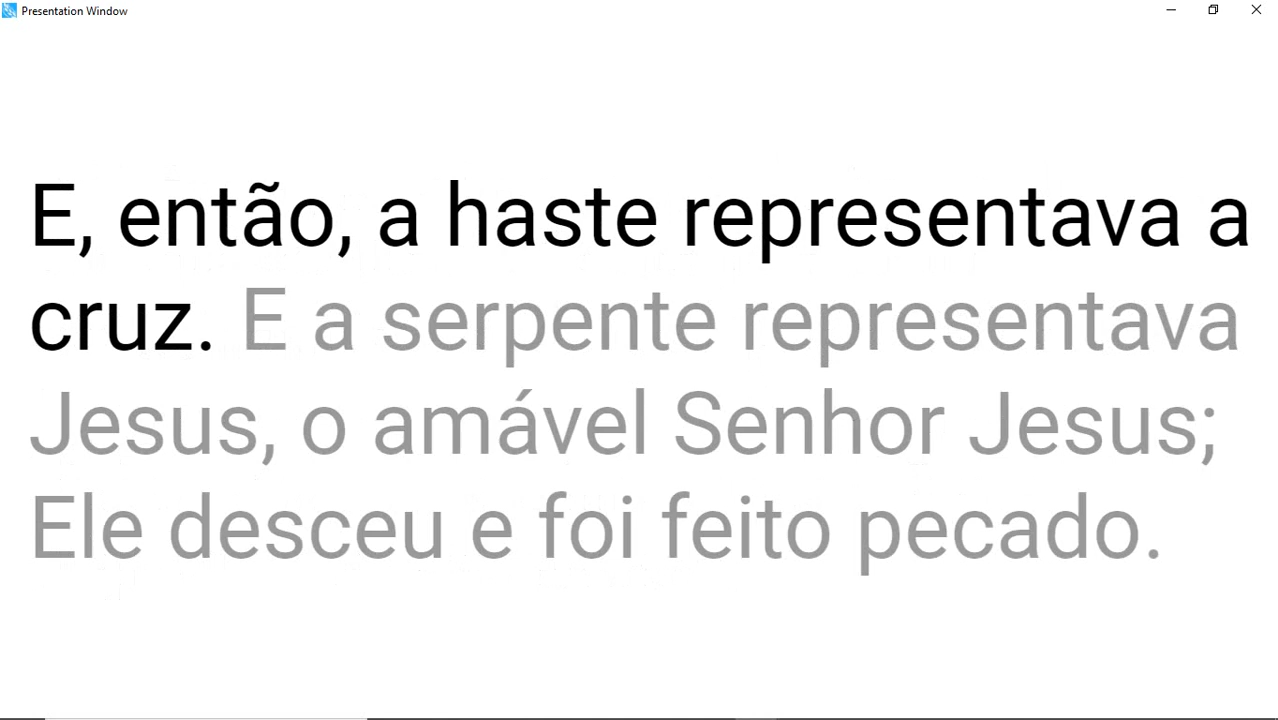 Presentation Window
E, então, a haste representava a
cruz. E a serpente representava
Jesus, o amável Senhor Jesus;
Ele desceu e foi feito pecado.